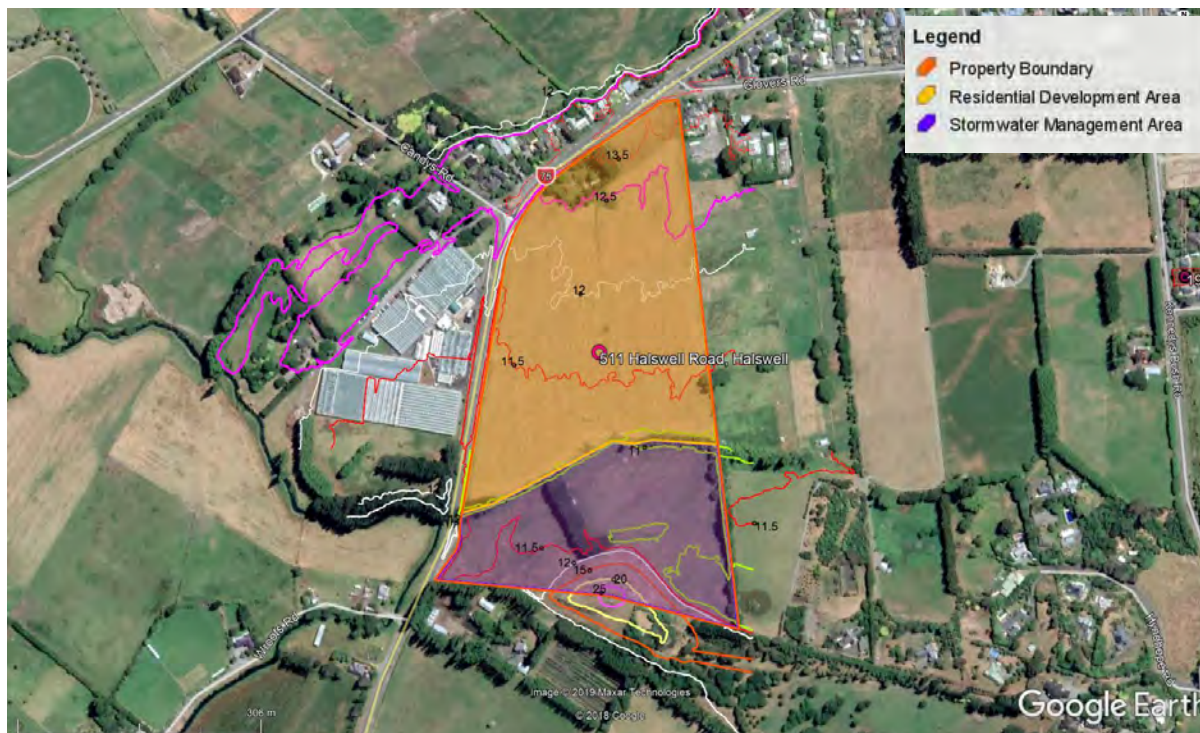 Legend
Property Boundary
Residential Development Area
Stormwater Management Area
12
Glovers Rd
Candys Rd
75
13.5
12.5
12
11.5
511 Halswell Road, Halswell
11
11.5
11.5
12
15
20
25
306 m
Image © 2019 Maxar Technologies
© 2018 Google
Google Earth